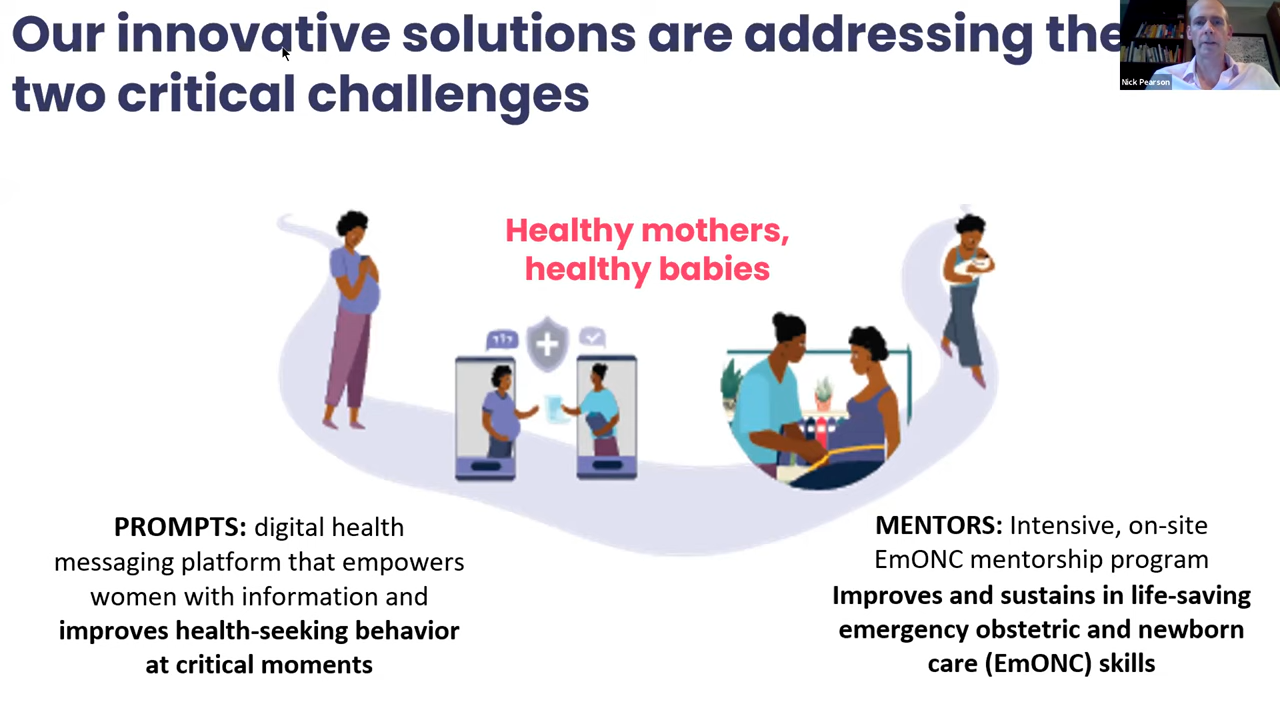 Our innovative solutions are addressing the
two critical challenges
Nick Pearson
Healthy mothers,
healthy babies
PROMPTS: digital health
messaging platform that empowers
women with information and
improves health-seeking behavior
at critical moments
MENTORS: Intensive, on-site
EmONC mentorship program
Improves and sustains in life-saving
emergency obstetric and newborn
care (EmONC) skills